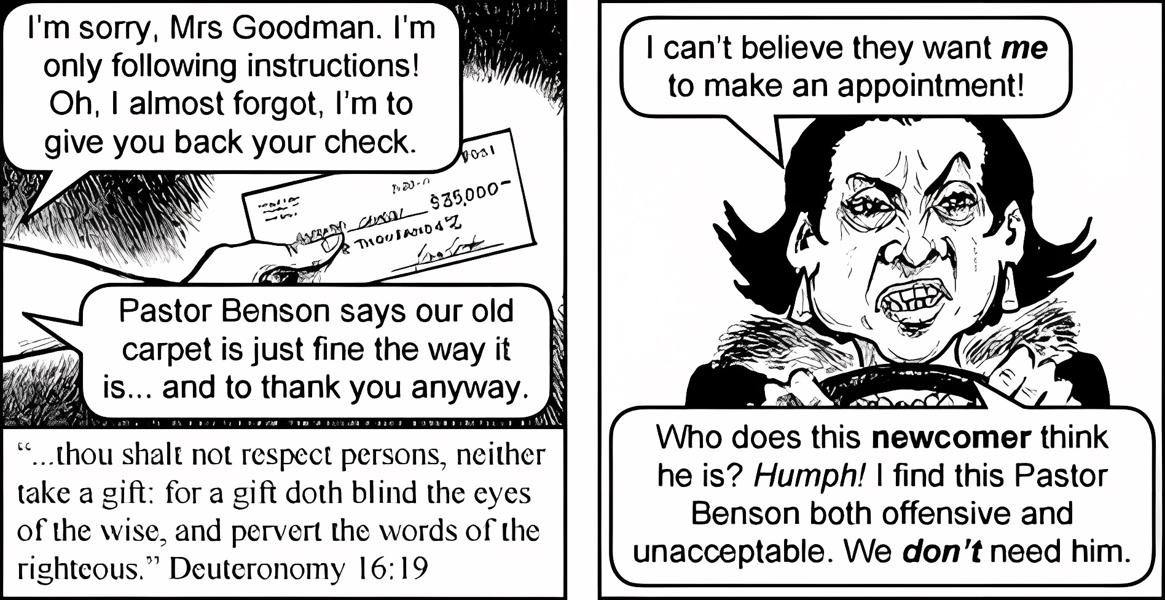 I'm sorry, Mrs Goodman. I'm
only following instructions!
Oh, I almost forgot, I'm to
give you back your check.
$35,000-
THOUSAND
Pastor Benson says our old
carpet is just fine the way it
is... and to thank you anyway.
“...thou shalt not respect persons, neither
take a gift: for a gift doth blind the eyes
of the wise, and pervert the words of the
righteous.” Deuteronomy 16:19
I can't believe they want me
to make an appointment!
Who does this newcomer think
he is? Humph! I find this Pastor
Benson both offensive and
unacceptable. We don't need him.